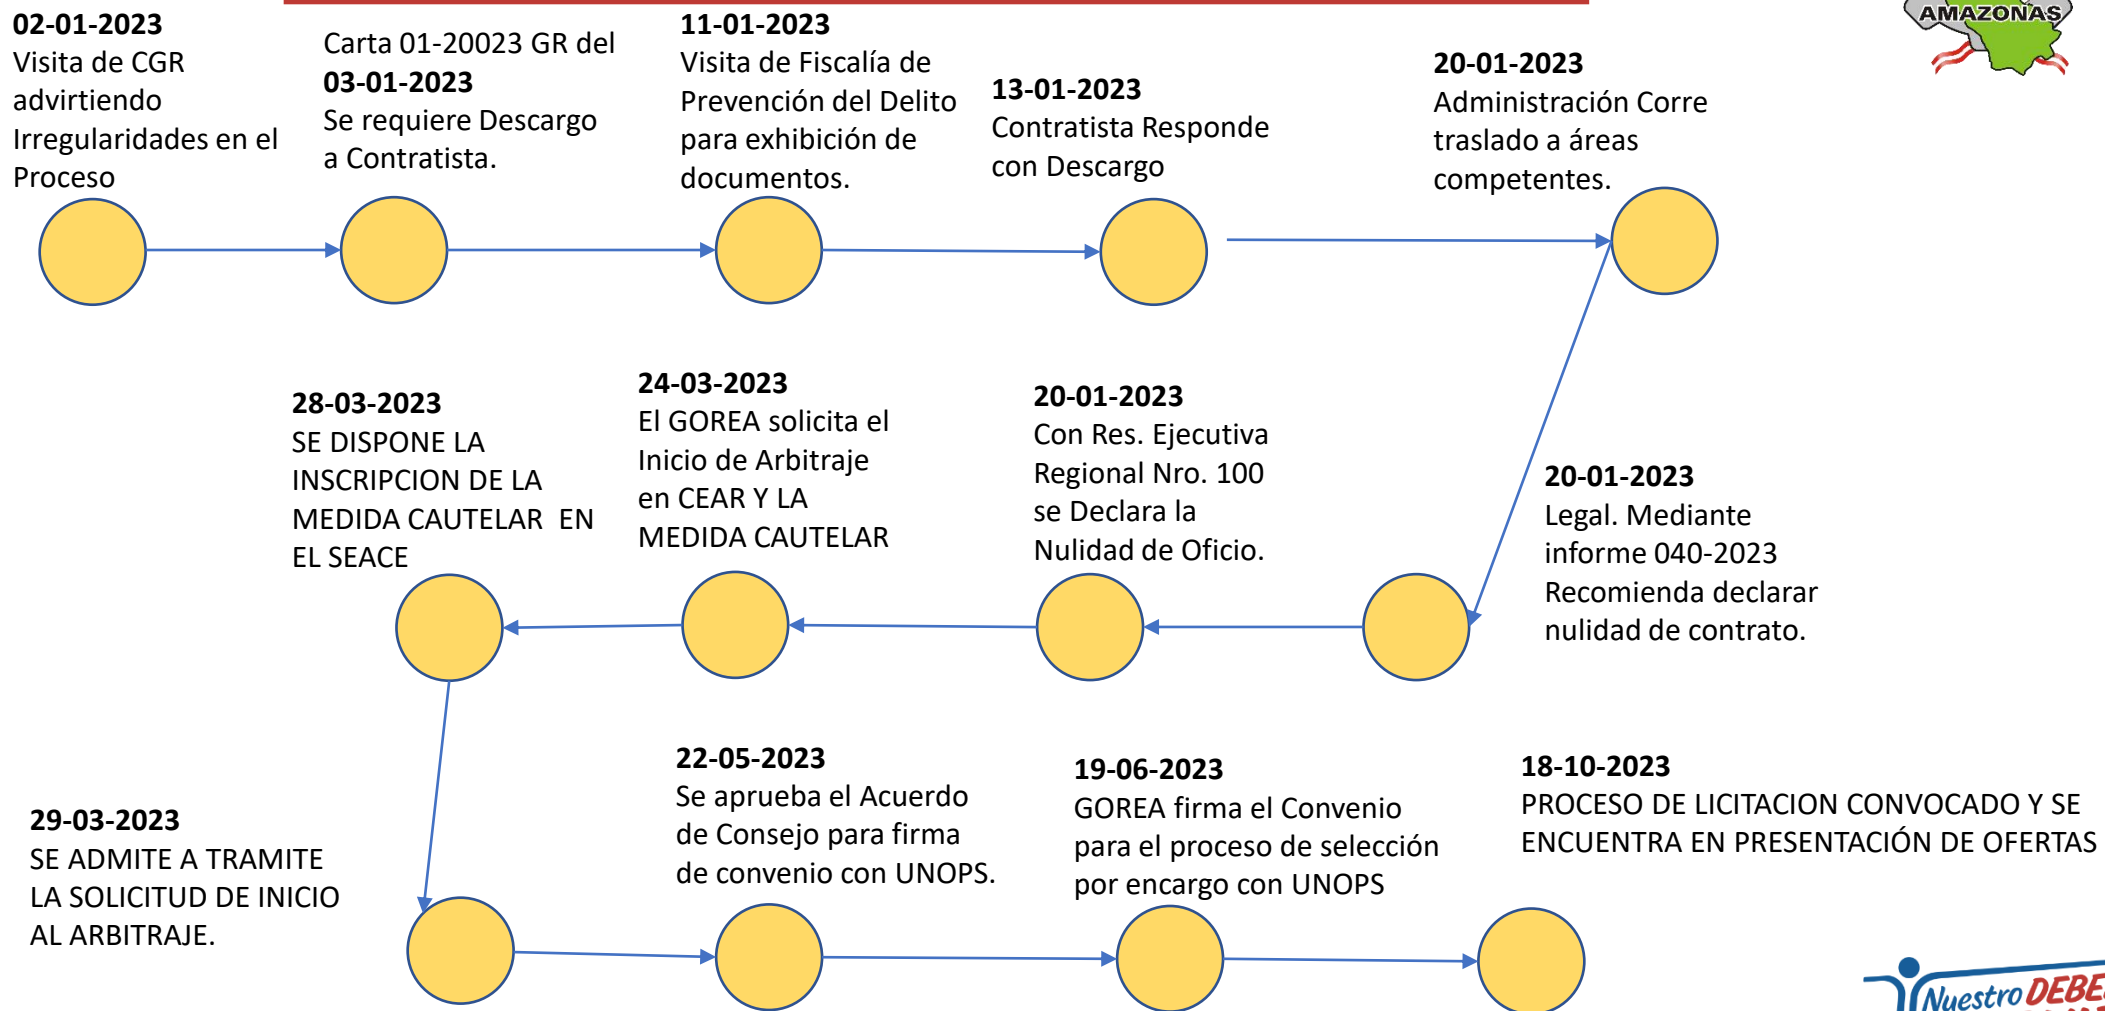 AMAZONAS
02-01-2023
Visita de CGR
advirtiendo
Irregularidades en el
Proceso
Carta 01-20023 GR del
03-01-2023
Se requiere Descargo
a Contratista.
11-01-2023
Visita de Fiscalía de
Prevención del Delito
para exhibición de
documentos.
13-01-2023
Contratista Responde
con Descargo
20-01-2023
Administración Corre
traslado a áreas
competentes.
20-01-2023
Legal. Mediante
informe 040-2023
Recomienda declarar
nulidad de contrato.
20-01-2023
Con Res. Ejecutiva
Regional Nro. 100
se Declara la
Nulidad de Oficio.
24-03-2023
El GOREA solicita el
Inicio de Arbitraje
en CEAR Y LA
MEDIDA CAUTELAR
28-03-2023
SE DISPONE LA
INSCRIPCION DE LA
MEDIDA CAUTELAR EN
EL SEACE
29-03-2023
SE ADMITE A TRAMITE
LA SOLICITUD DE INICIO
AL ARBITRAJE.
22-05-2023
Se aprueba el Acuerdo
de Consejo para firma
de convenio con UNOPS.
19-06-2023
GOREA firma el Convenio
para el proceso de selección
por encargo con UNOPS
18-10-2023
PROCESO DE LICITACION CONVOCADO Y SE
ENCUENTRA EN PRESENTACIÓN DE OFERTAS
Nuestro DEBE